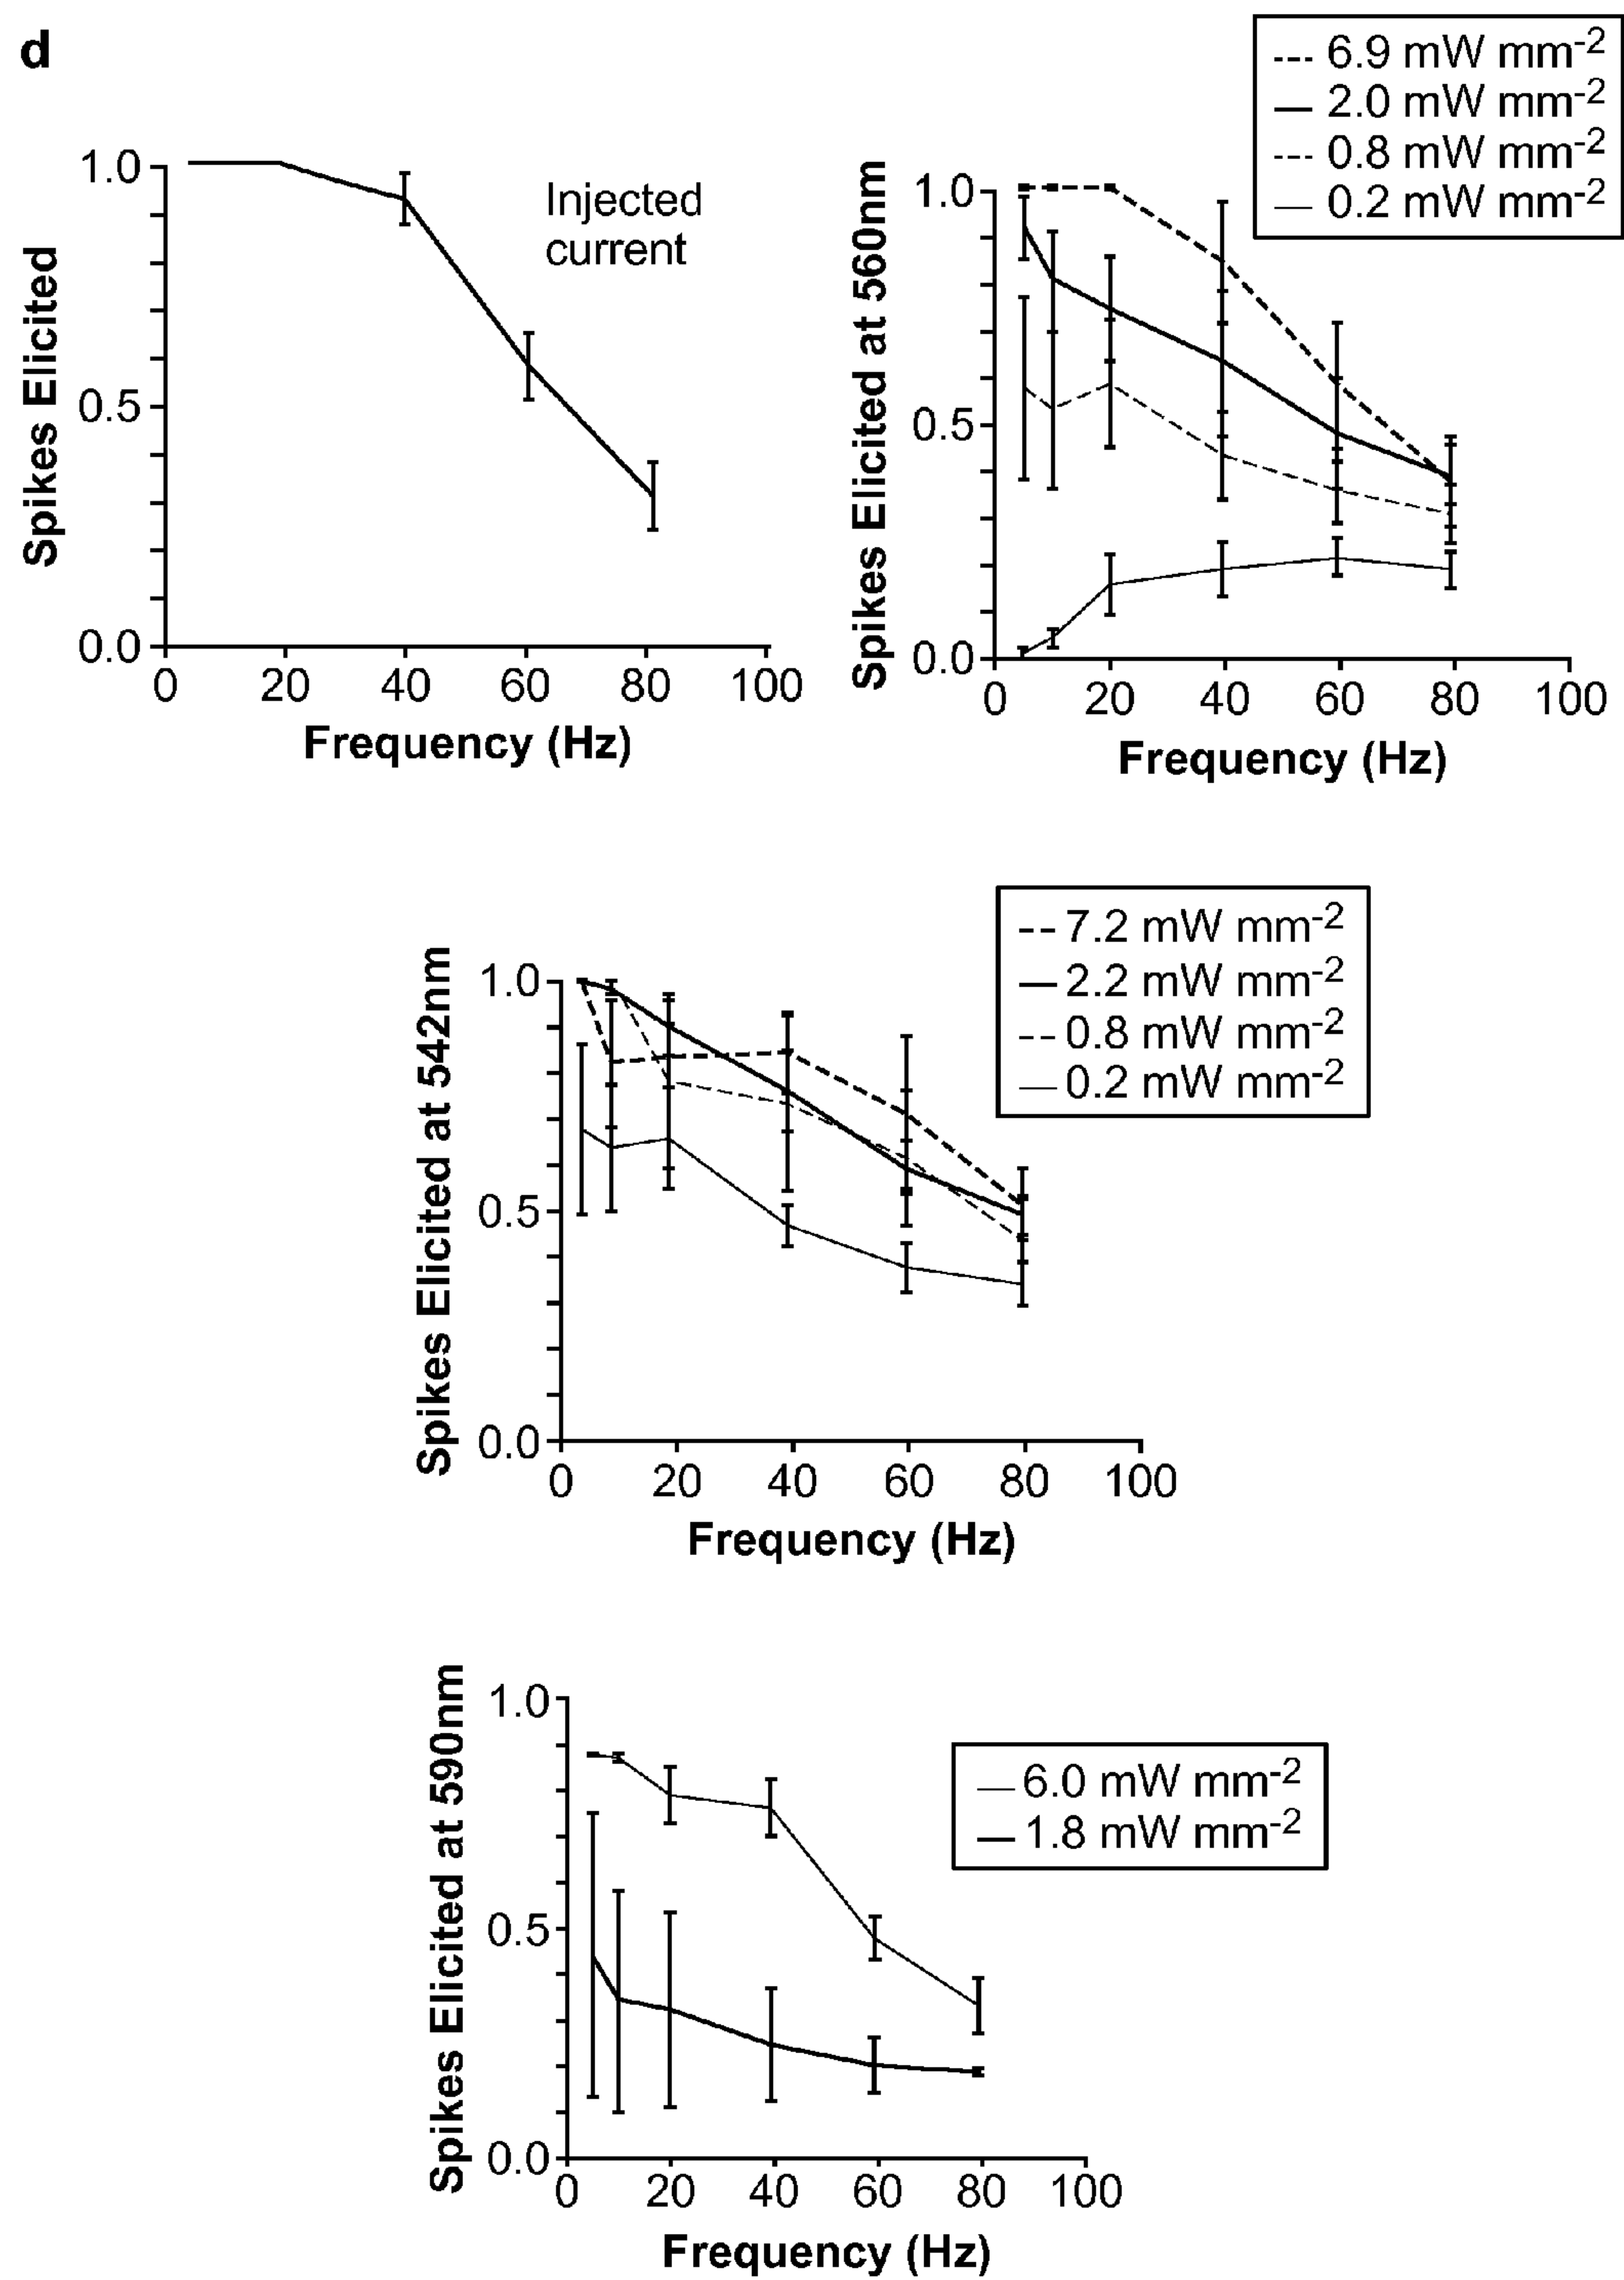 d
Spikes Elicited
1.0
0.5
0.0
Injected
current
0 20 40 60 80 100
Frequency (Hz)
6.9 mW mm-2
2.0 mW mm-2
0.8 mW mm-2
0.2 mW mm-2
Spikes Elicited at 560nm
1.0
0.5
0.0
0 20 40 60 80 100
Frequency (Hz)
7.2 mW mm-2
2.2 mW mm-2
0.8 mW mm-2
0.2 mW mm-2
Spikes Elicited at 542nm
1.0
0.5
0.0
0 20 40 60 80 100
Frequency (Hz)
Spikes Elicited at 590nm
1.0
0.5
0.0
6.0 mW mm-2
1.8 mW mm-2
0 20 40 60 80 100
Frequency (Hz)